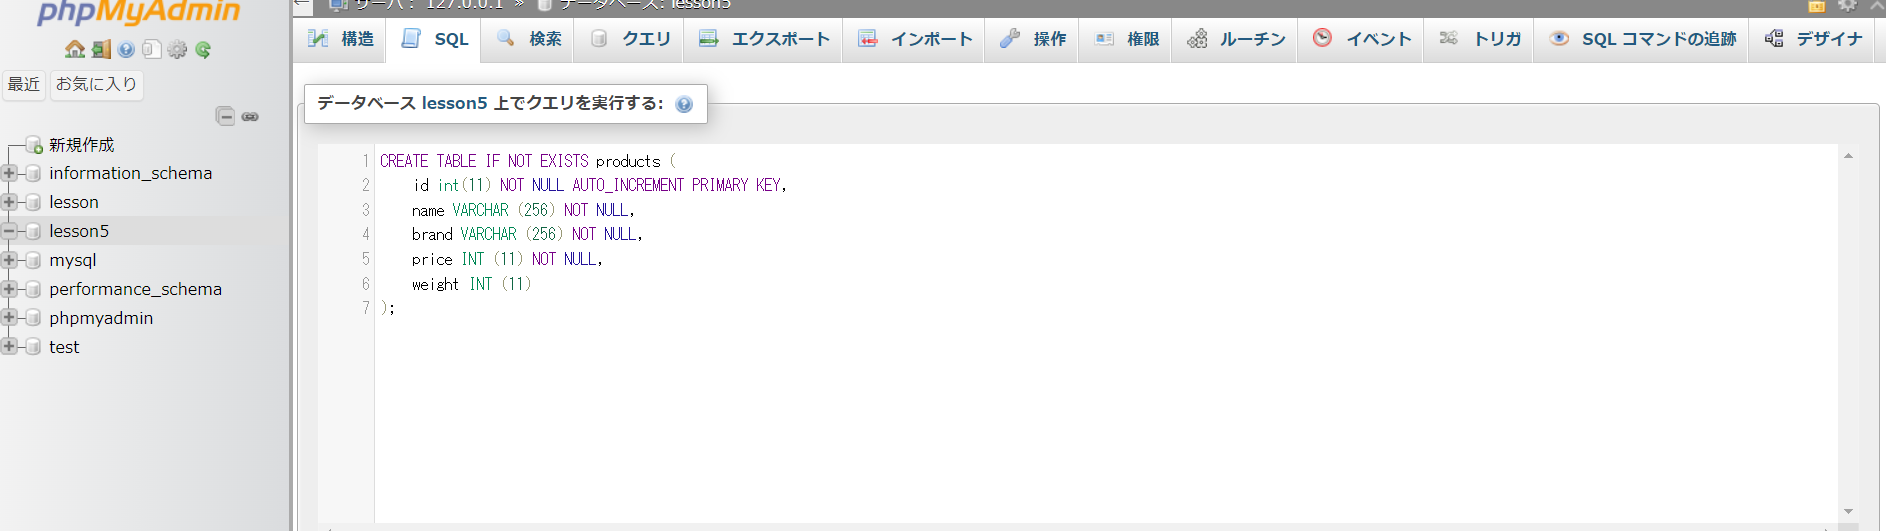 phpMyAdmin
最近
お気に入り
新規作成
information_schema
lesson
lesson5
mysql
performance_schema
phpmyadmin
test
サーバ: 127.0.0.1 » データベース: lesson5
構造 SQL 検索 クエリ エクスポート インポート 操作 権限 ルーチン イベント トリガ SQL コマンドの追跡 デザイナ
データベース lesson5 上でクエリを実行する:
1 CREATE TABLE IF NOT EXISTS products (
2 id int(11) NOT NULL AUTO_INCREMENT PRIMARY KEY,
3 name VARCHAR (256) NOT NULL,
4 brand VARCHAR (256) NOT NULL,
5 price INT (11) NOT NULL,
6 weight INT (11)
7 );